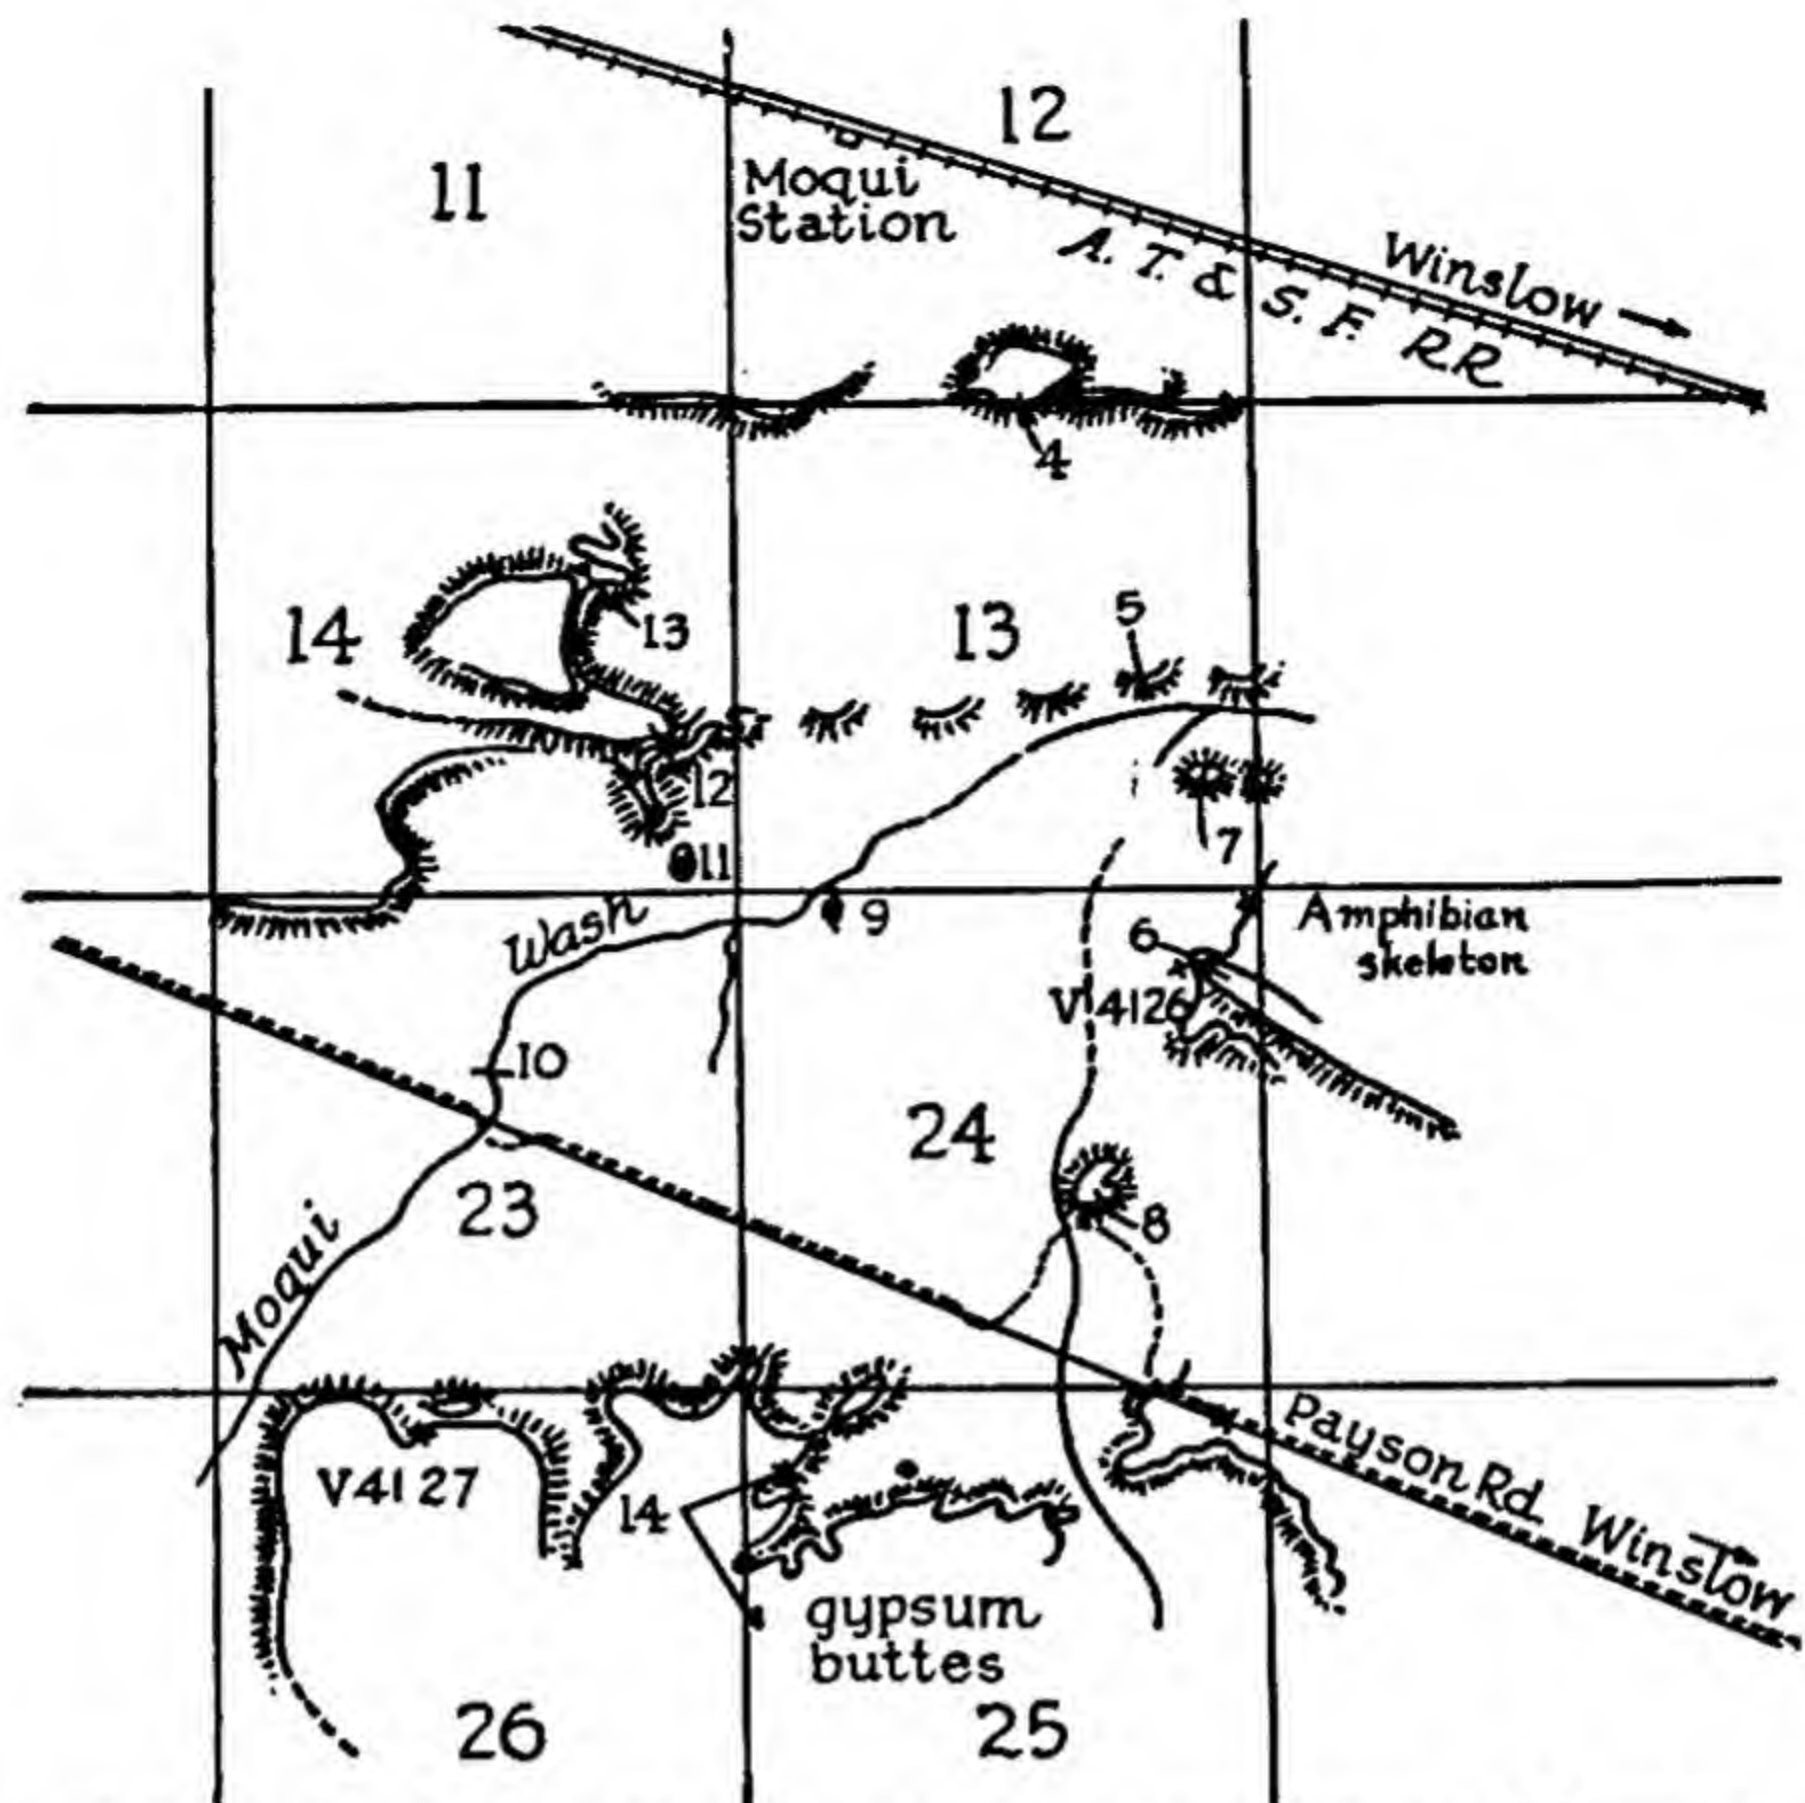 12
11
Moqui
Station
A. T. & S. F. RR
Winslow
4
14
13
13
5
12
7
11
Wash
9
Amphibian
skeleton
6
V4126
10
24
23
8
Moqui
Payson Rd.
Winslow
V4127
14
gypsum
buttes
26
25